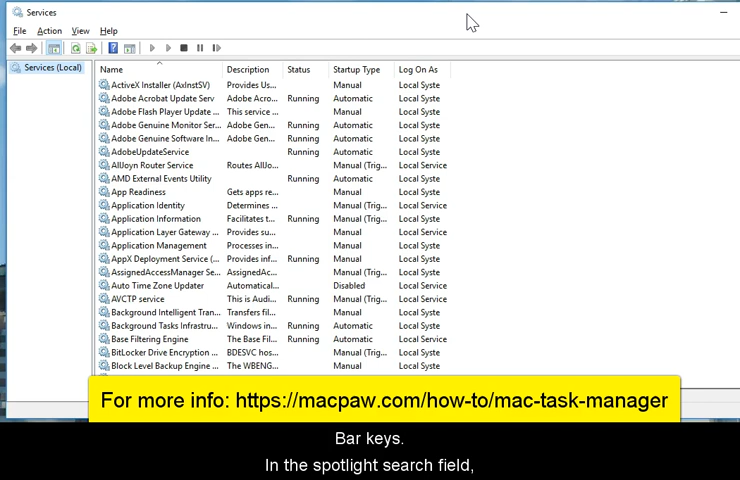 Services
File Action View Help
Services (Local)
Name Description Status Startup Type Log On As
ActiveX Installer (AxInstSV) Provides Us... Manual Local Syste
Adobe Acrobat Update Serv Adobe Acro... Running Automatic Local Syste
Adobe Flash Player Update ... This service ... Manual Local Syste
Adobe Genuine Monitor Ser... Adobe Gen... Running Automatic Local Syste
Adobe Genuine Software In... Adobe Gen... Running Automatic Local Syste
AdobeUpdateService Running Automatic Local Syste
AllJoyn Router Service Routes AllJo... Manual (Trig... Local Service
AMD External Events Utility Running Automatic Local Syste
App Readiness Gets apps re... Manual Local Syste
Application Identity Determines ... Manual (Trig... Local Service
Application Information Facilitates t... Running Manual (Trig... Local Syste
Application Layer Gateway ... Provides su... Manual Local Service
Application Management Processes in... Manual Local Syste
AppX Deployment Service (... Provides inf... Running Manual Local Syste
AssignedAccessManager Se... AssignedAc... Manual (Trig... Local Syste
Auto Time Zone Updater Automatical... Disabled Local Service
AVCTP service This is Audi... Running Manual (Trig... Local Service
Background Intelligent Tran... Transfers fil... Manual Local Syste
Background Tasks Infrastru... Windows in... Running Automatic Local Syste
Base Filtering Engine The Base Fil... Running Automatic Local Service
BitLocker Drive Encryption ... BDESVC hos... Manual (Trig... Local Syste
Block Level Backup Engine ... The WBENG... Manual Local Syste
For more info: https://macpaw.com/how-to/mac-task-manager
Bar keys.
In the spotlight search field,